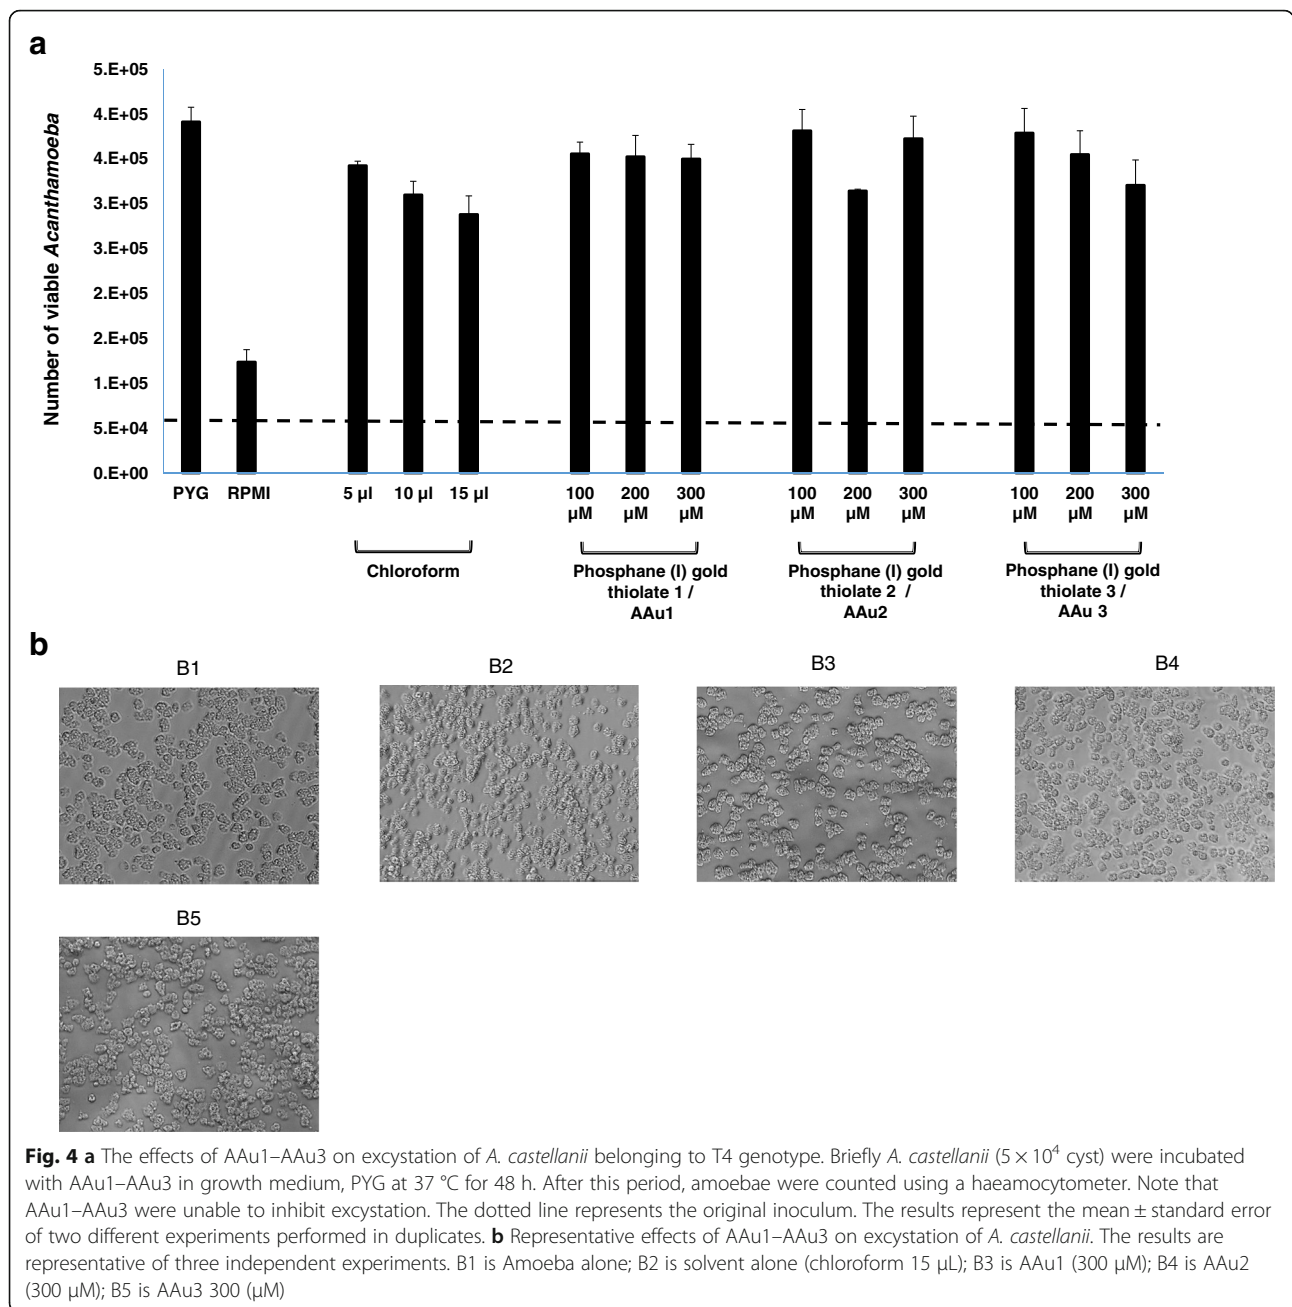 a
Number of viable Acanthamoeba
5.E+05
4.E+05
4.E+05
3.E+05
3.E+05
2.E+05
2.E+05
1.E+05
5.E+04
0.E+00
PYG RPMI 5 µl 10 µl 15 µl 100 µM 200 µM 300 µM 100 µM 200 µM 300 µM 100 µM 200 µM 300 µM
Chloroform
Phosphane (I) gold
thiolate 1 /
AAu1
Phosphane (I) gold
thiolate 2 /
AAu2
Phosphane (I) gold
thiolate 3 /
AAu 3
b
B1 B2 B3 B4
B5
Fig. 4 a The effects of AAu1–AAu3 on excystation of A. castellanii belonging to T4 genotype. Briefly A. castellanii (5 × 10⁴ cyst) were incubated
with AAu1–AAu3 in growth medium, PYG at 37 °C for 48 h. After this period, amoebae were counted using a haeamocytometer. Note that
AAu1–AAu3 were unable to inhibit excystation. The dotted line represents the original inoculum. The results represent the mean ± standard error
of two different experiments performed in duplicates. b Representative effects of AAu1–AAu3 on excystation of A. castellanii. The results are
representative of three independent experiments. B1 is Amoeba alone; B2 is solvent alone (chloroform 15 µL); B3 is AAu1 (300 µM); B4 is AAu2
(300 µM); B5 is AAu3 300 (µM)